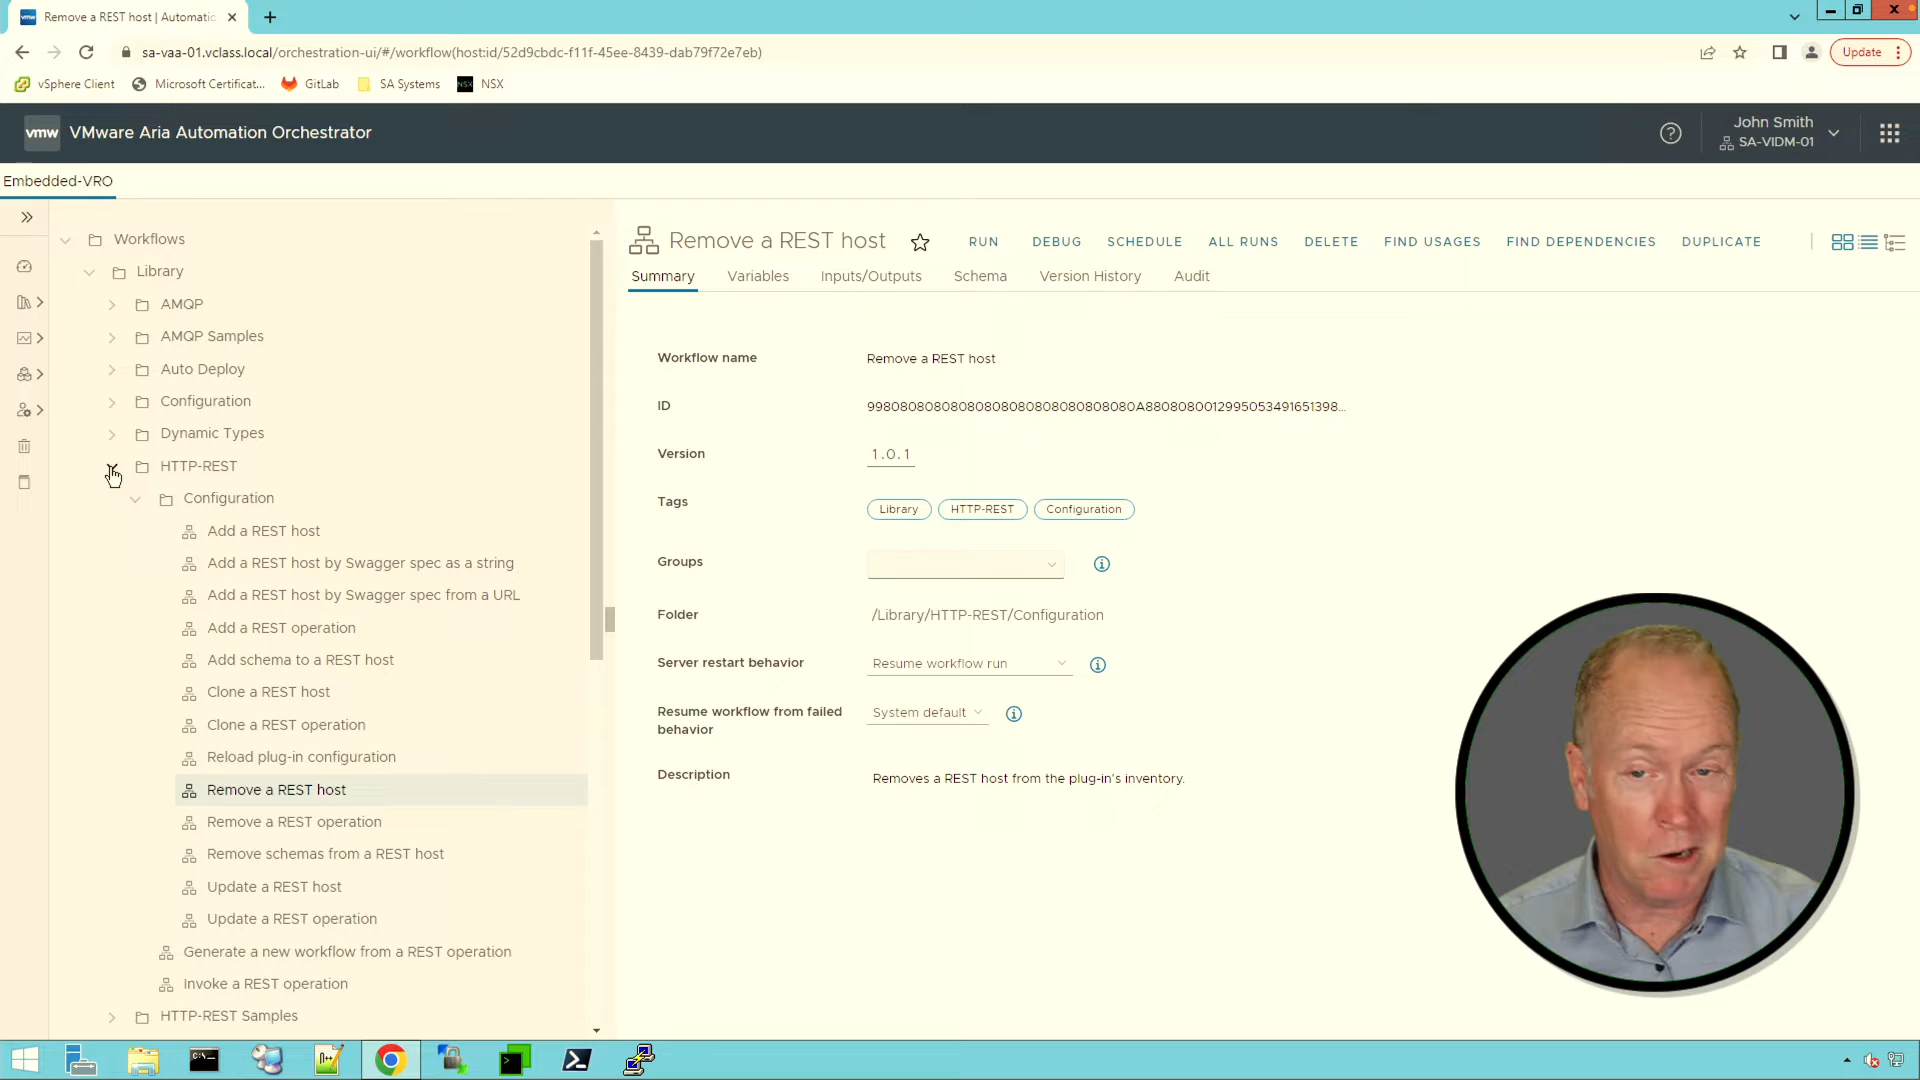 vmw Remove a REST host | Automatic
sa-vaa-01.vclass.local/orchestration-ui/#/workflow(hostid/52d9cbdc-f11f-45ee-8439-dab79f72e7eb)
Update
vSphere Client Microsoft Certificat... GitLab SA Systems NSX NSX
vmw VMware Aria Automation Orchestrator
John Smith
SA-VIDM-01
Embedded-VRO
Workflows
Library
AMQP
AMQP Samples
Auto Deploy
Configuration
Dynamic Types
HTTP-REST
Configuration
Add a REST host
Add a REST host by Swagger spec as a string
Add a REST host by Swagger spec from a URL
Add a REST operation
Add schema to a REST host
Clone a REST host
Clone a REST operation
Reload plug-in configuration
Remove a REST host
Remove a REST operation
Remove schemas from a REST host
Update a REST host
Update a REST operation
Generate a new workflow from a REST operation
Invoke a REST operation
HTTP-REST Samples
Remove a REST host RUN DEBUG SCHEDULE ALL RUNS DELETE FIND USAGES FIND DEPENDENCIES DUPLICATE
Summary Variables Inputs/Outputs Schema Version History Audit
Workflow name Remove a REST host
ID
Version 1.0.1
Tags Library HTTP-REST Configuration
Groups
Folder /Library/HTTP-REST/Configuration
Server restart behavior Resume workflow run
Resume workflow from failed behavior System default
Description Removes a REST host from the plug-in's inventory.